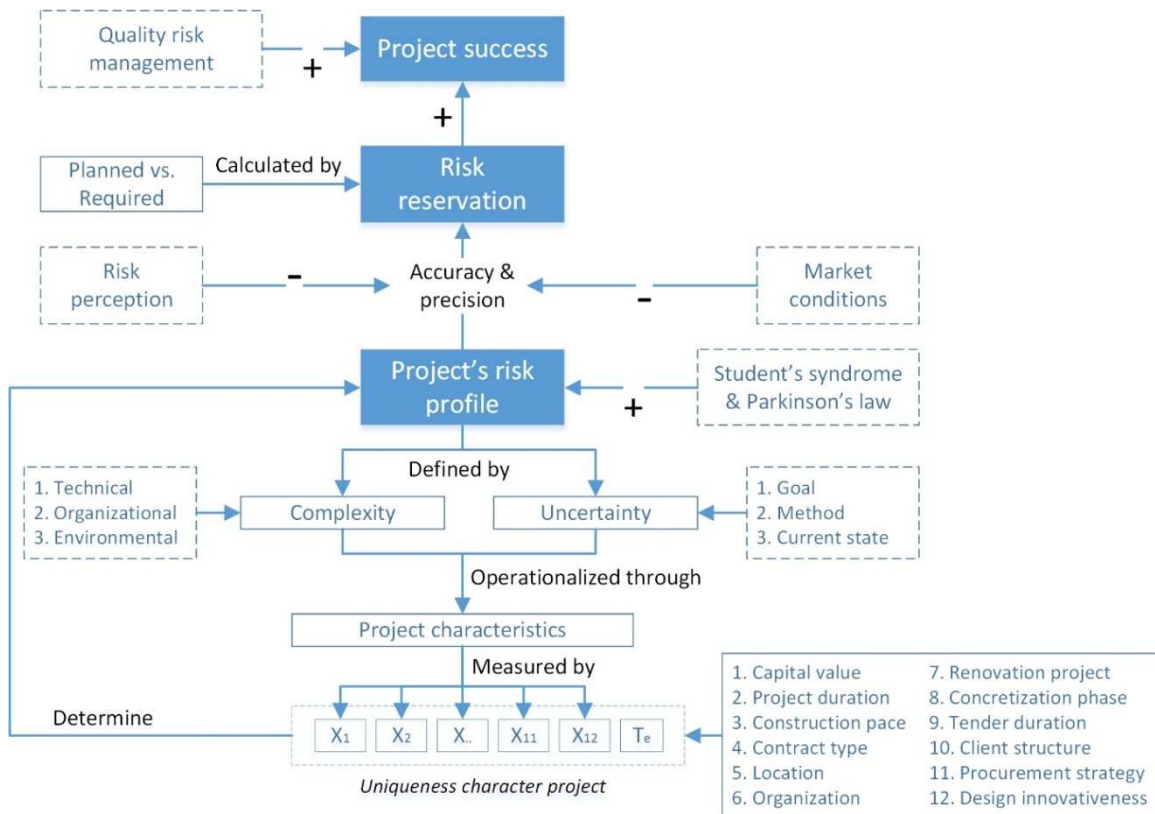 Quality risk
management
+
Project success
+
Planned vs.
Required
Calculated by
Risk
reservation
Risk
perception
-
Accuracy &
precision
-
Market
conditions
Project's risk
profile
+
Student's syndrome
& Parkinson's law
Defined by
1. Technical
2. Organizational
3. Environmental
Complexity
Uncertainty
1. Goal
2. Method
3. Current state
Operationalized through
Project characteristics
Measured by
Determine
X1
X2
X..
X11
X12
Te
Uniqueness character project
1. Capital value
2. Project duration
3. Construction pace
4. Contract type
5. Location
6. Organization
7. Renovation project
8. Concretization phase
9. Tender duration
10. Client structure
11. Procurement strategy
12. Design innovativeness